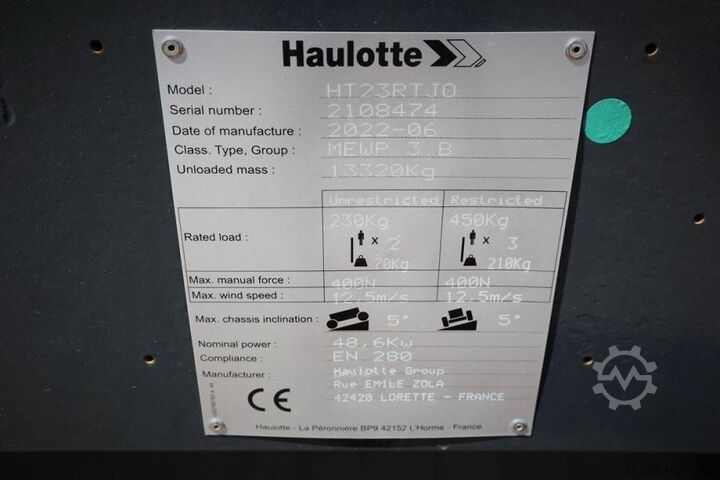 Haulotte
Model : HT23RTJO
Serial number : 2108474
Date of manufacture : 2022-06
Class. Type, Group : MEWP 3 B
Unloaded mass : 13320Kg
Unrestricted Restricted
Rated load : 230Kg 450Kg
x 2 x 3
70Kg 210Kg
Max. manual force : 400N 400N
Max. wind speed : 12,5m/s 12,5m/s
Max. chassis inclination : 5° 5°
Nominal power : 48,6Kw
Compliance : EN 280
Manufacturer : Haulotte Group
Rue EMILE ZOLA
42420 LORETTE - FRANCE
CE
Haulotte - La Péronnière BP9 42152 L'Horme - France